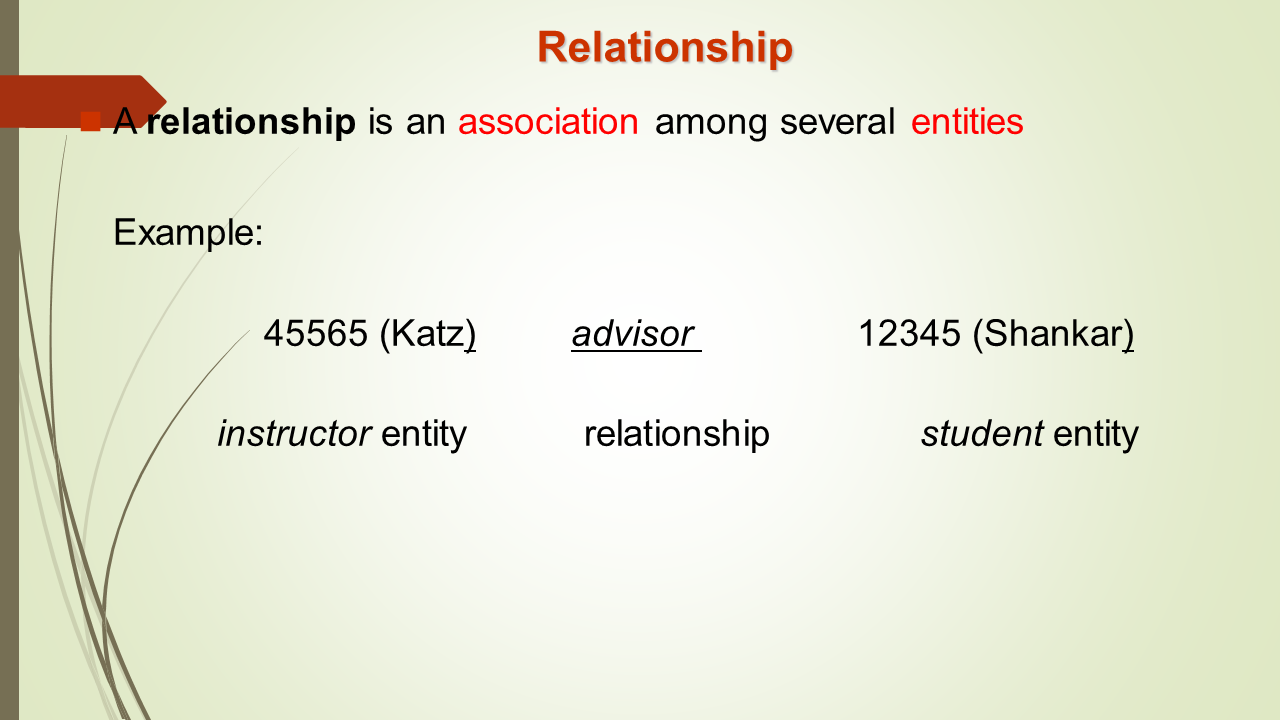 Relationship
A relationship is an association among several entities
Example:
45565 (Katz) advisor 12345 (Shankar)
instructor entity relationship student entity